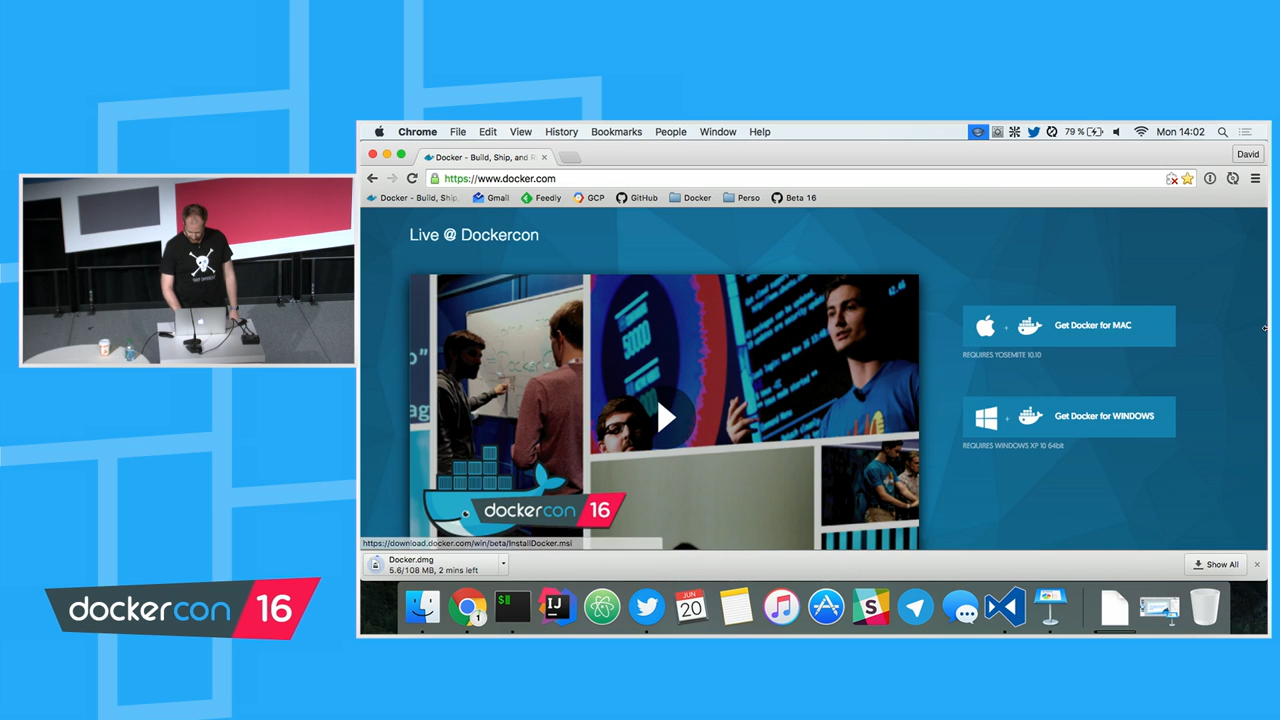 Chrome File Edit View History Bookmarks People Window Help 79 % Mon 14:02
Docker - Build, Ship, and R David
https://www.docker.com
Docker - Build, Ship, Gmail Feedly GCP GitHub Docker Perso Beta 16
Live @ Dockercon
50000
Get Docker for MAC
REQUIRES YOSEMITE 10.10
Get Docker for WINDOWS
REQUIRES WINDOWS XP 10 64bit
dockercon 16
https://download.docker.com/win/beta/InstallDocker.msi
Docker.dmg
5.6/108 MB, 2 mins left
Show All
1
$
IJ
JUN
20
S
dockercon 16